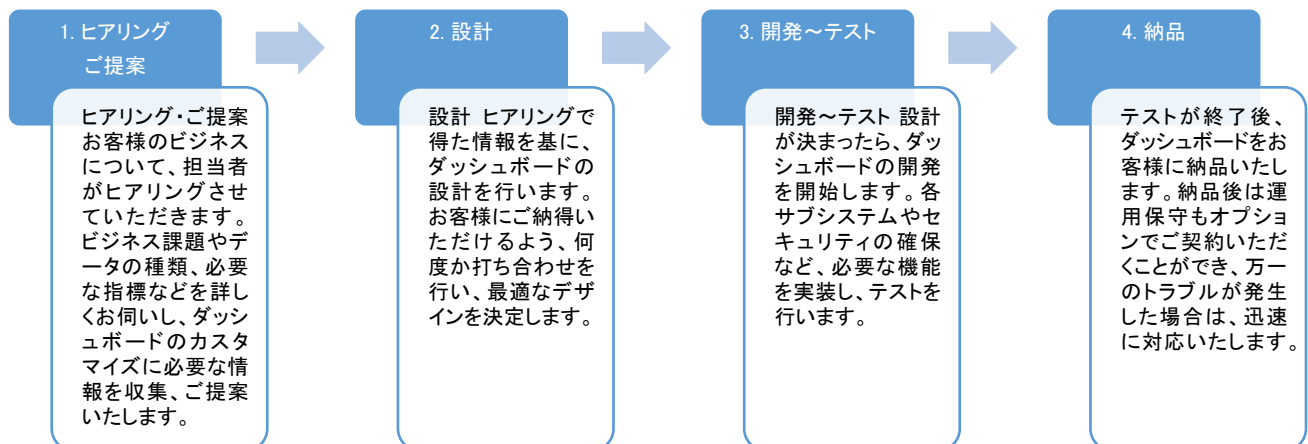 1. ヒアリング
ご提案
ヒアリング・ご提案
お客様のビジネス
について、担当者
がヒアリングさせ
ていただきます。
ビジネス課題やデ
ータの種類、必要
な指標などを詳し
くお伺いし、ダッシ
ュボードのカスタ
マイズに必要な情
報を収集、ご提案
いたします。
2. 設計
設計 ヒアリングで
得た情報を基に、
ダッシュボードの
設計を行います。
お客様にご納得い
ただけるよう、何
度か打ち合わせを
行い、最適なデザ
インを決定します。
3. 開発～テスト
開発～テスト 設計
が決まったら、ダッ
シュボードの開発
を開始します。各
サブシステムやセ
キュリティの確保
など、必要な機能
を実装し、テストを
行います。
4. 納品
テストが終了後、
ダッシュボードをお
客様に納品いたし
ます。納品後は運
用保守もオプショ
ンでご契約いただ
くことができ、万一
のトラブルが発生
した場合は、迅速
に対応いたします。